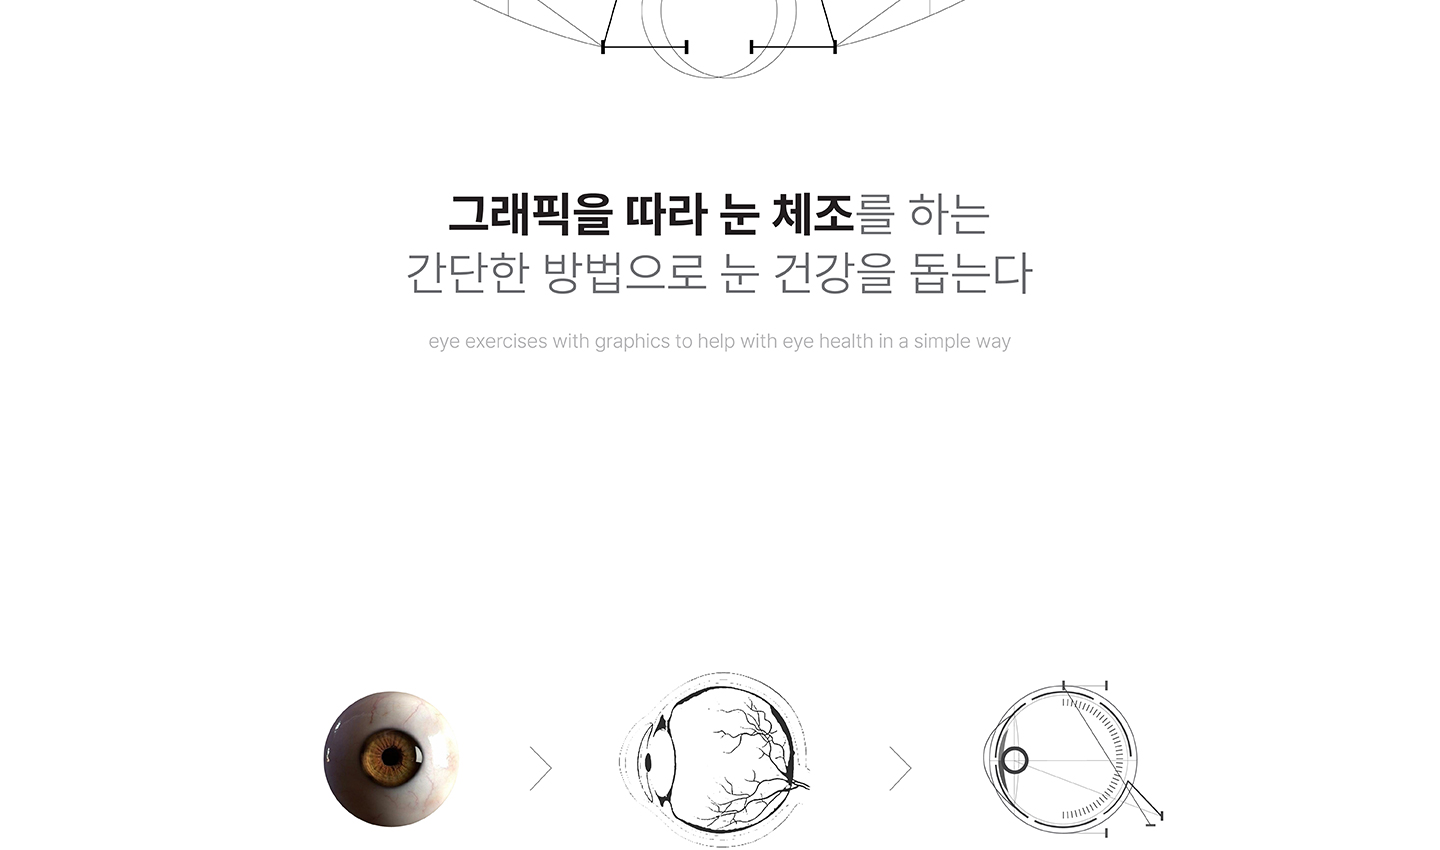 그래픽을 따라 눈 체조를 하는
간단한 방법으로 눈 건강을 돕는다
eye exercises with graphics to help with eye health in a simple way